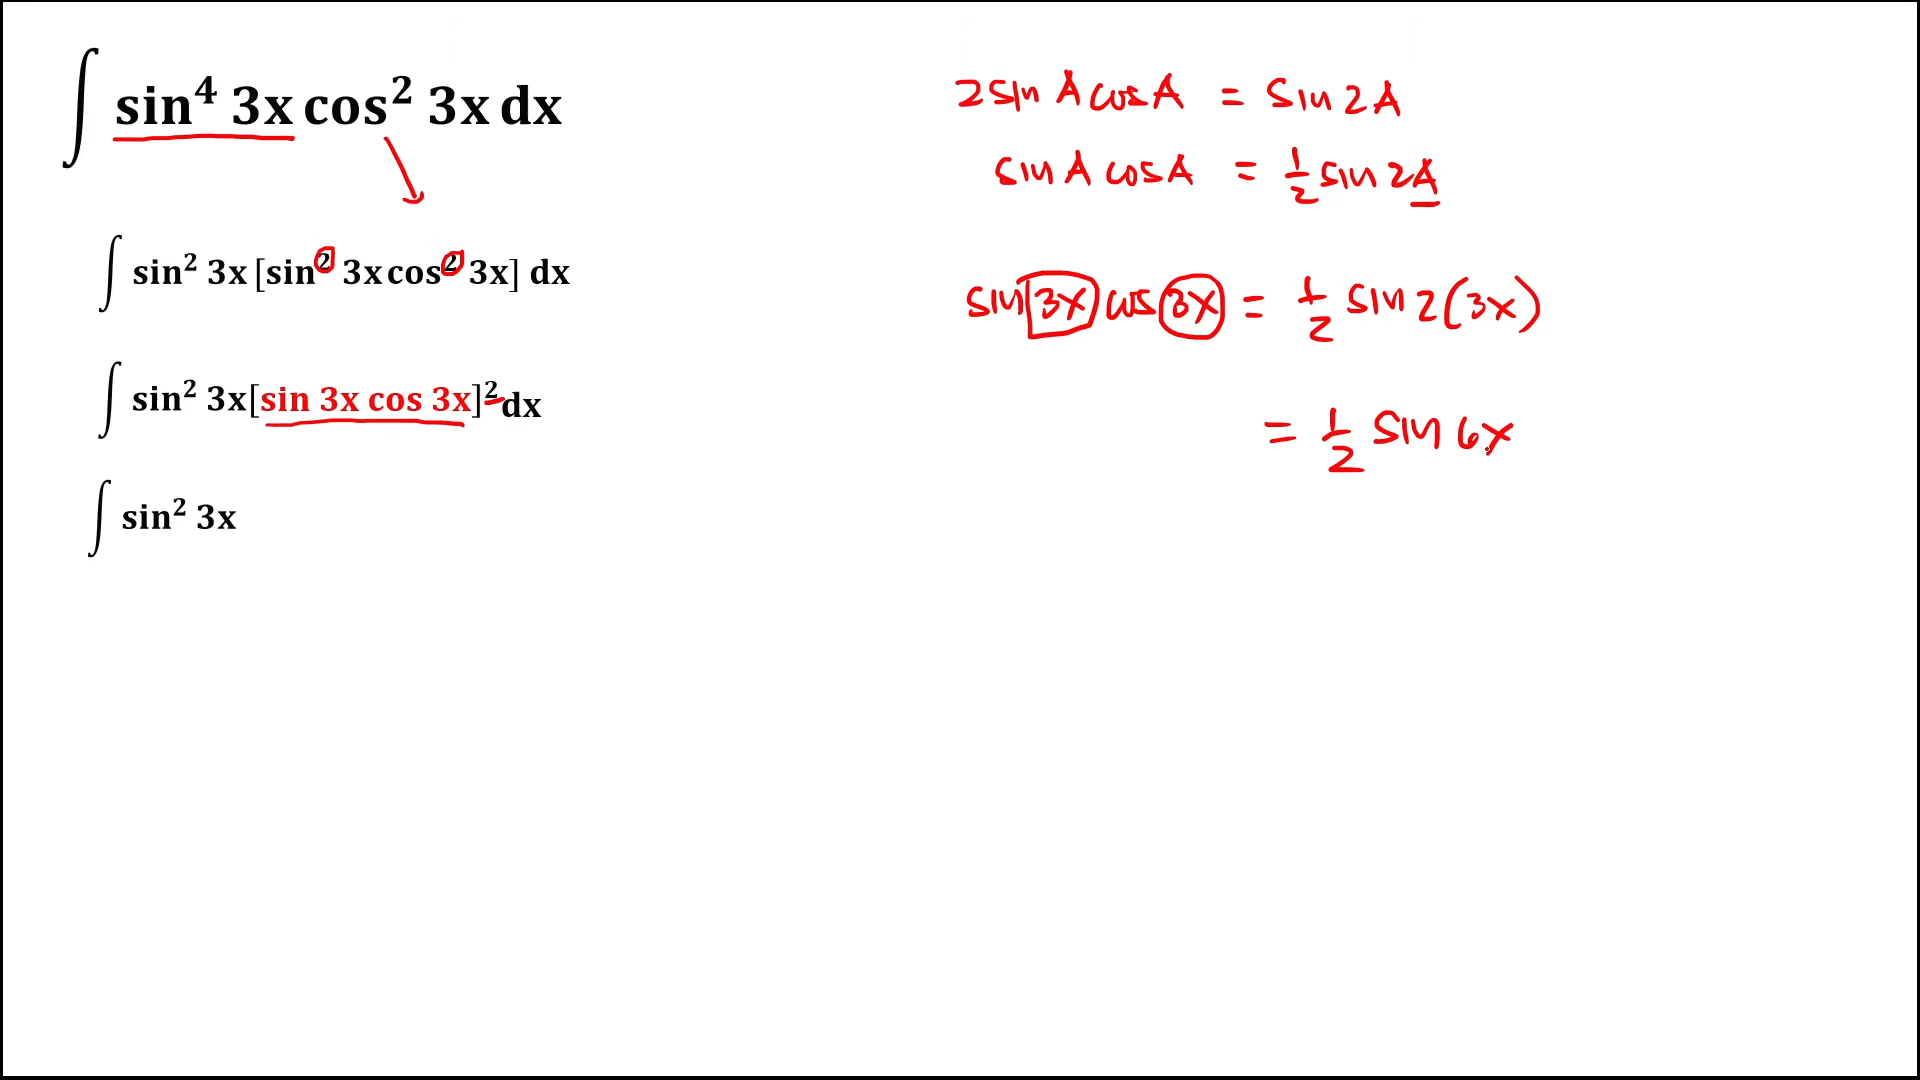 ∫ sin⁴ 3x cos² 3x dx
∫ sin² 3x [sin² 3x cos² 3x] dx
∫ sin² 3x[sin 3x cos 3x]² dx
∫ sin² 3x
2 sin A cos A = sin 2A
sin A cos A = 1/2 sin 2A
sin 3x cos 3x = 1/2 sin 2(3x)
= 1/2 sin 6x